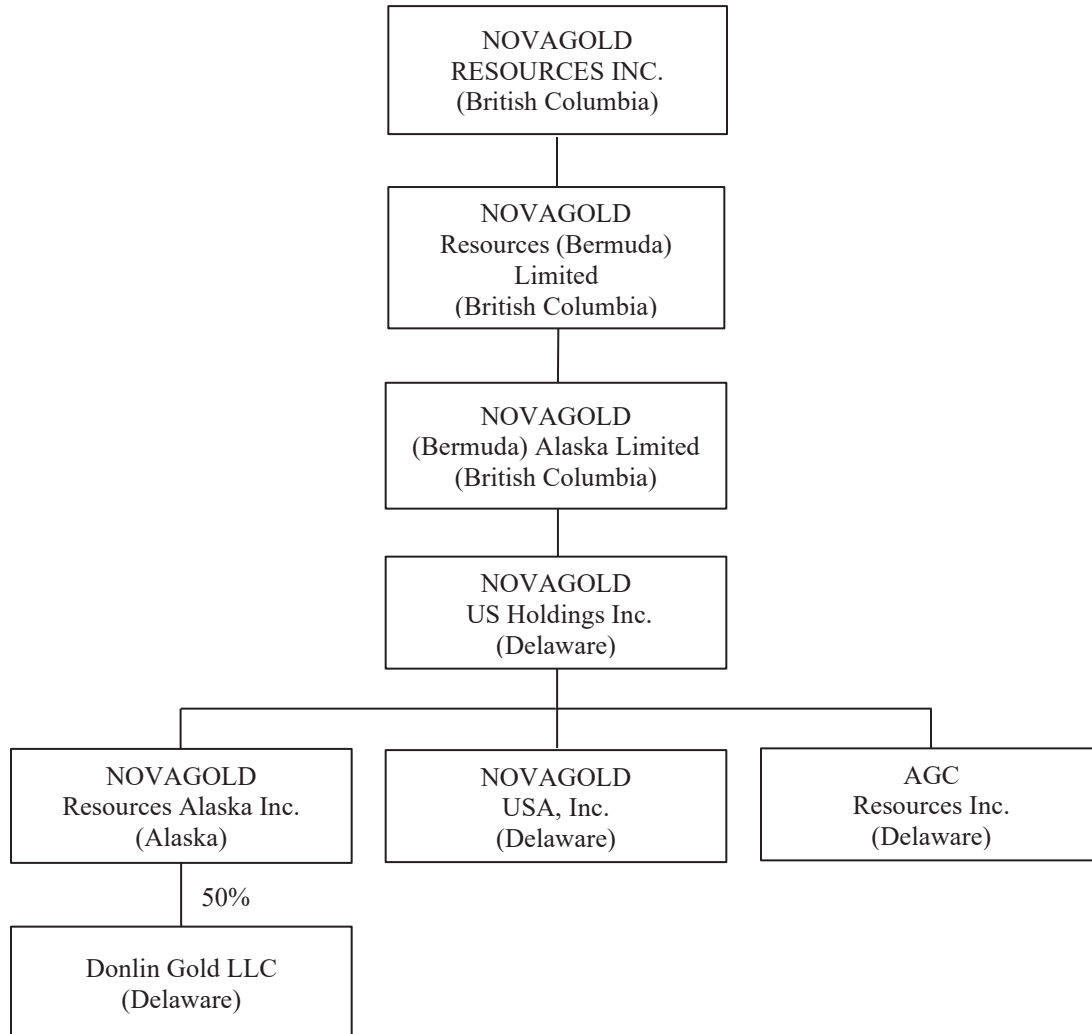 NOVAGOLD
RESOURCES INC.
(British Columbia)
NOVAGOLD
Resources (Bermuda)
Limited
(British Columbia)
NOVAGOLD
(Bermuda) Alaska Limited
(British Columbia)
NOVAGOLD
US Holdings Inc.
(Delaware)
NOVAGOLD
Resources Alaska Inc.
(Alaska)
NOVAGOLD
USA, Inc.
(Delaware)
AGC
Resources Inc.
(Delaware)
50%
Donlin Gold LLC
(Delaware)